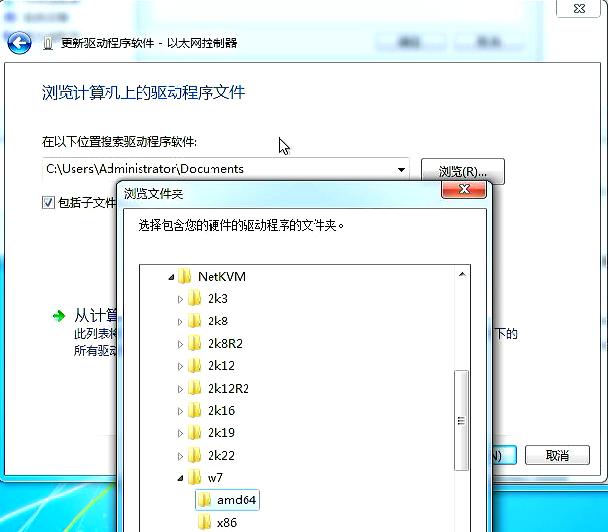 更新驱动程序软件 - 以太网控制器
浏览计算机上的驱动程序文件
在以下位置搜索驱动程序软件:
C:\Users\Administrator\Documents
浏览(R)...
包括子文件
浏览文件夹
选择包含您的硬件的驱动程序的文件夹。
NetKVM
2k3
2k8
2k8R2
2k12
2k12R2
2k16
2k19
2k22
w7
amd64
x86
从计算
此列表将
下的
所有驱动
N)
取消